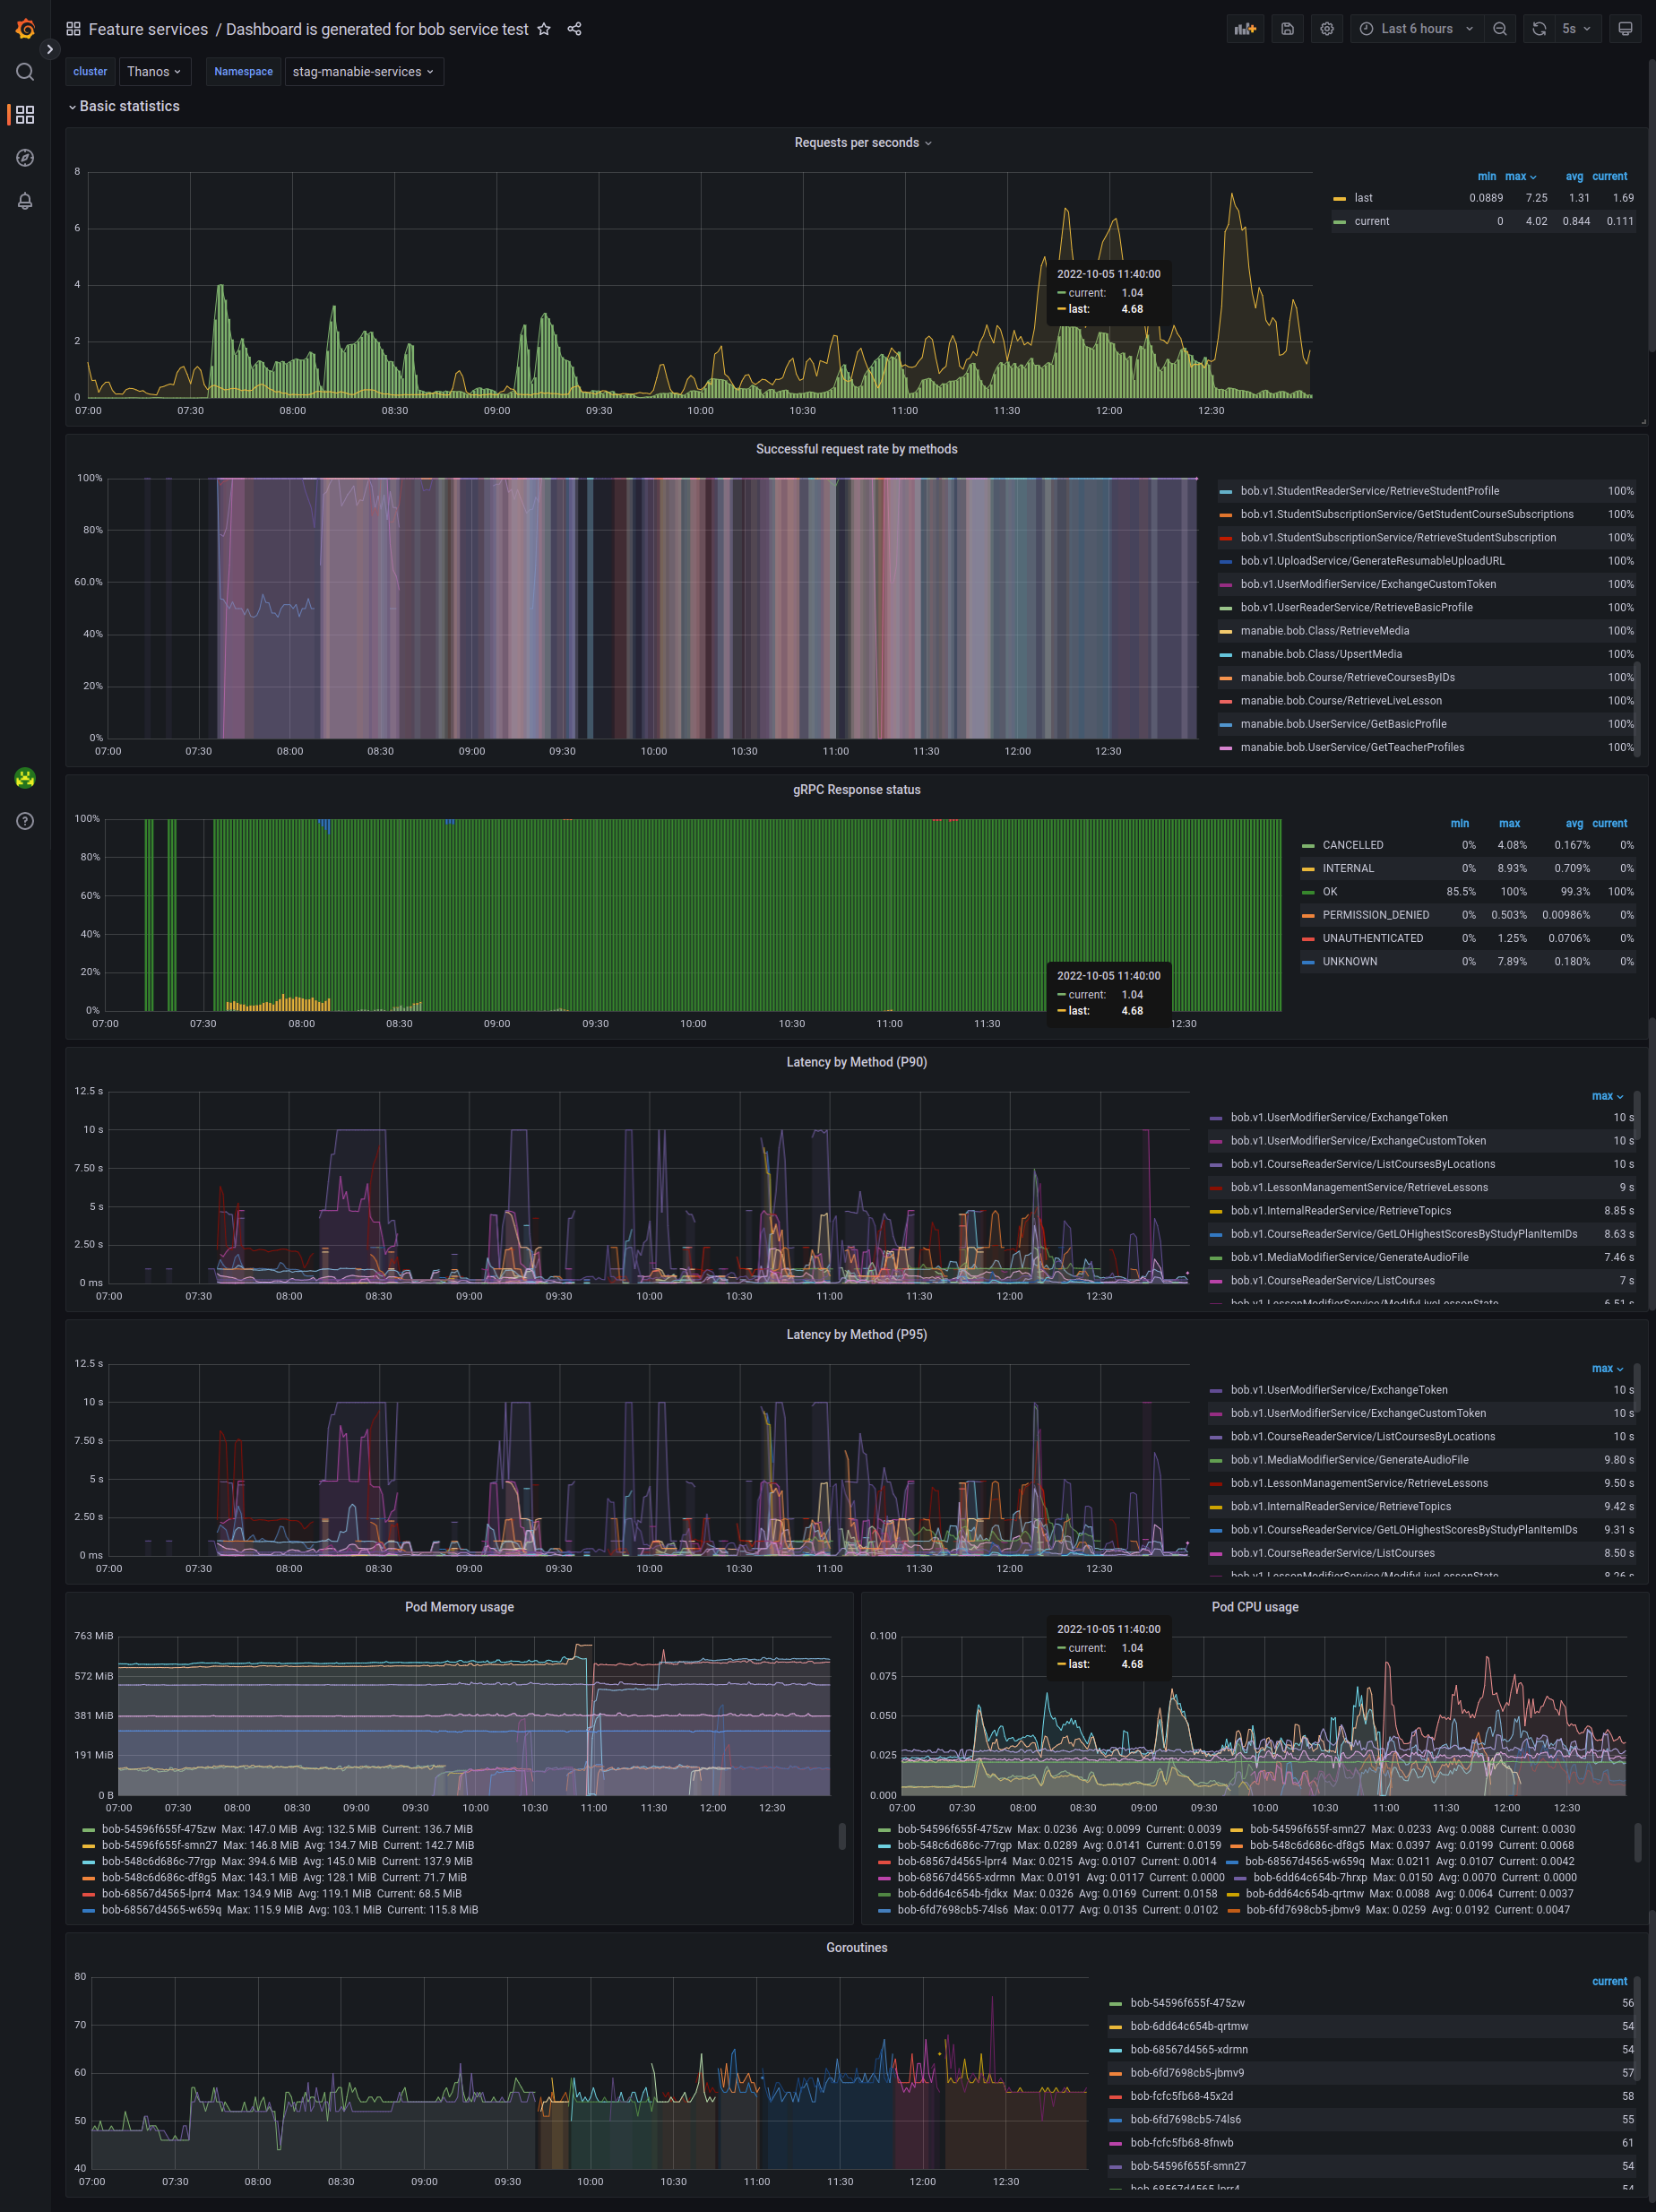 Feature services / Dashboard is generated for bob service test
Last 6 hours
5s
cluster Thanos Namespace stag-manabie-services
Basic statistics
Requests per seconds
8
6
4
2
0
07:00 07:30 08:00 08:30 09:00 09:30 10:00 10:30 11:00 11:30 12:00 12:30
min max avg current
last 0.0889 7.25 1.31 1.69
current 0 4.02 0.844 0.111
2022-10-05 11:40:00
current: 1.04
last: 4.68
Successful request rate by methods
100%
80%
60.0%
40%
20%
0%
07:00 07:30 08:00 08:30 09:00 09:30 10:00 10:30 11:00 11:30 12:00 12:30
bob.v1.StudentReaderService/RetrieveStudentProfile 100%
bob.v1.StudentSubscriptionService/GetStudentCourseSubscriptions 100%
bob.v1.StudentSubscriptionService/RetrieveStudentSubscription 100%
bob.v1.UploadService/GenerateResumableUploadURL 100%
bob.v1.UserModifierService/ExchangeCustomToken 100%
bob.v1.UserReaderService/RetrieveBasicProfile 100%
manabie.bob.Class/RetrieveMedia 100%
manabie.bob.Class/UpsertMedia 100%
manabie.bob.Course/RetrieveCoursesByIDs 100%
manabie.bob.Course/RetrieveLiveLesson 100%
manabie.bob.UserService/GetBasicProfile 100%
manabie.bob.UserService/GetTeacherProfiles 100%
gRPC Response status
100%
80%
60%
40%
20%
0%
07:00 07:30 08:00 08:30 09:00 09:30 10:00 10:30 11:00 11:30 12:30
min max avg current
CANCELLED 0% 4.08% 0.167% 0%
INTERNAL 0% 8.93% 0.709% 0%
OK 85.5% 100% 99.3% 100%
PERMISSION_DENIED 0% 0.503% 0.00986% 0%
UNAUTHENTICATED 0% 1.25% 0.0706% 0%
UNKNOWN 0% 7.89% 0.180% 0%
2022-10-05 11:40:00
current: 1.04
last: 4.68
Latency by Method (P90)
12.5 s
10 s
7.50 s
5 s
2.50 s
0 ms
07:00 07:30 08:00 08:30 09:00 09:30 10:00 10:30 11:00 11:30 12:00 12:30
max
bob.v1.UserModifierService/ExchangeToken 10 s
bob.v1.UserModifierService/ExchangeCustomToken 10 s
bob.v1.CourseReaderService/ListCoursesByLocations 10 s
bob.v1.LessonManagementService/RetrieveLessons 9 s
bob.v1.InternalReaderService/RetrieveTopics 8.85 s
bob.v1.CourseReaderService/GetLOHighestScoresByStudyPlanItemIDs 8.63 s
bob.v1.MediaModifierService/GenerateAudioFile 7.46 s
bob.v1.CourseReaderService/ListCourses 7 s
bob.v1.LessonModifierService/ModifyLiveLessonState 6.51 s
Latency by Method (P95)
12.5 s
10 s
7.50 s
5 s
2.50 s
0 ms
07:00 07:30 08:00 08:30 09:00 09:30 10:00 10:30 11:00 11:30 12:00 12:30
max
bob.v1.UserModifierService/ExchangeToken 10 s
bob.v1.UserModifierService/ExchangeCustomToken 10 s
bob.v1.CourseReaderService/ListCoursesByLocations 10 s
bob.v1.MediaModifierService/GenerateAudioFile 9.80 s
bob.v1.LessonManagementService/RetrieveLessons 9.50 s
bob.v1.InternalReaderService/RetrieveTopics 9.42 s
bob.v1.CourseReaderService/GetLOHighestScoresByStudyPlanItemIDs 9.31 s
bob.v1.CourseReaderService/ListCourses 8.50 s
bob.v1.LessonModifierService/ModifyLiveLessonState 8.26 s
Pod Memory usage
763 MiB
572 MiB
381 MiB
191 MiB
0 B
07:00 07:30 08:00 08:30 09:00 09:30 10:00 10:30 11:00 11:30 12:00 12:30
bob-54596f655f-475zw Max: 147.0 MiB Avg: 132.5 MiB Current: 136.7 MiB
bob-54596f655f-smn27 Max: 146.8 MiB Avg: 134.7 MiB Current: 142.7 MiB
bob-548c6d686c-77rgp Max: 394.6 MiB Avg: 145.0 MiB Current: 137.9 MiB
bob-548c6d686c-df8g5 Max: 143.1 MiB Avg: 128.1 MiB Current: 71.7 MiB
bob-68567d4565-lprr4 Max: 134.9 MiB Avg: 119.1 MiB Current: 68.5 MiB
bob-68567d4565-w659q Max: 115.9 MiB Avg: 103.1 MiB Current: 115.8 MiB
Pod CPU usage
2022-10-05 11:40:00
current: 1.04
last: 4.68
0.100
0.075
0.050
0.025
0.000
07:00 07:30 08:00 08:30 09:00 09:30 10:00 10:30 11:00 11:30 12:00 12:30
bob-54596f655f-475zw Max: 0.0236 Avg: 0.0099 Current: 0.0039 bob-54596f655f-smn27 Max: 0.0233 Avg: 0.0088 Current: 0.0030
bob-548c6d686c-77rgp Max: 0.0289 Avg: 0.0141 Current: 0.0159 bob-548c6d686c-df8g5 Max: 0.0397 Avg: 0.0199 Current: 0.0068
bob-68567d4565-lprr4 Max: 0.0215 Avg: 0.0107 Current: 0.0014 bob-68567d4565-w659q Max: 0.0211 Avg: 0.0107 Current: 0.0042
bob-68567d4565-xdrmn Max: 0.0191 Avg: 0.0117 Current: 0.0000 bob-6dd64c654b-7hrxp Max: 0.0150 Avg: 0.0070 Current: 0.0000
bob-6dd64c654b-fjdkx Max: 0.0326 Avg: 0.0169 Current: 0.0158 bob-6dd64c654b-qrtmw Max: 0.0088 Avg: 0.0064 Current: 0.0037
bob-6fd7698cb5-74ls6 Max: 0.0177 Avg: 0.0135 Current: 0.0102 bob-6fd7698cb5-jbmv9 Max: 0.0259 Avg: 0.0192 Current: 0.0047
Goroutines
80
70
60
50
40
07:00 07:30 08:00 08:30 09:00 09:30 10:00 10:30 11:00 11:30 12:00 12:30
current
bob-54596f655f-475zw 56
bob-6dd64c654b-qrtmw 54
bob-68567d4565-xdrmn 54
bob-6fd7698cb5-jbmv9 57
bob-fcfc5fb68-45x2d 58
bob-6fd7698cb5-74ls6 55
bob-fcfc5fb68-8fnwb 61
bob-54596f655f-smn27 54
bob-68567d4565-lprr4 54